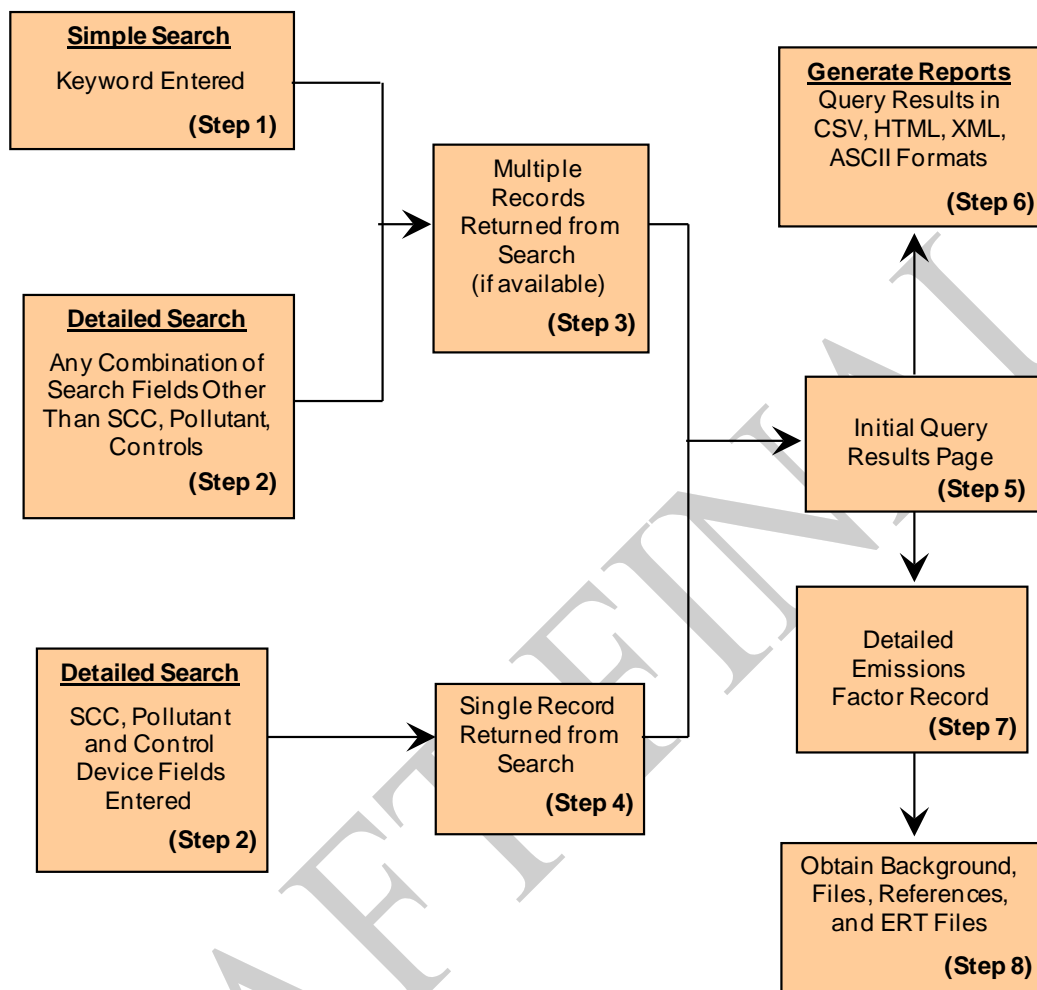 Simple Search
Keyword Entered
(Step 1)
Detailed Search
Any Combination of
Search Fields Other
Than SCC, Pollutant,
Controls
(Step 2)
Detailed Search
SCC, Pollutant
and Control
Device Fields
Entered
(Step 2)
Multiple
Records
Returned from
Search
(if available)
(Step 3)
Single Record
Returned from
Search
(Step 4)
Generate Reports
Query Results in
CSV, HTML, XML,
ASCII Formats
(Step 6)
Initial Query
Results Page
(Step 5)
Detailed
Emissions
Factor Record
(Step 7)
Obtain Background,
Files, References,
and ERT Files
(Step 8)